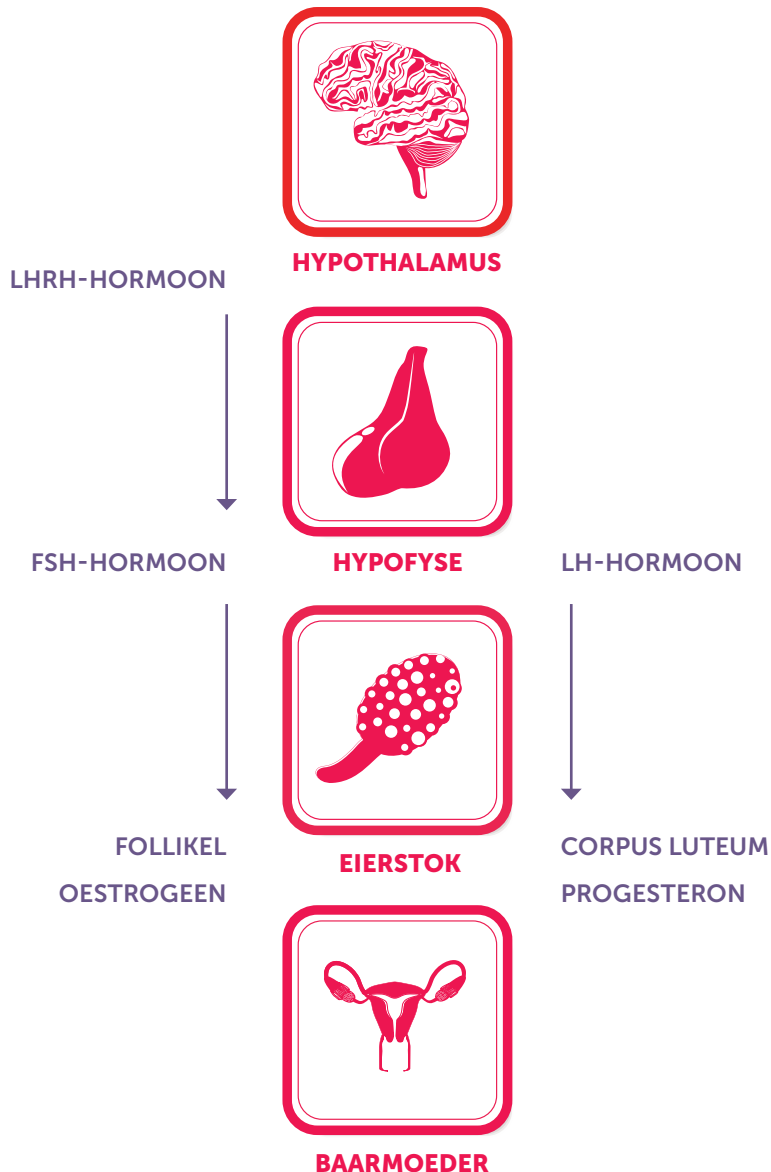 HYPOTHALAMUS
LHRH-HORMOON
FSH-HORMOON
HYPOFYSE
LH-HORMOON
FOLLIKEL
OESTROGEEN
EIERSTOK
CORPUS LUTEUM
PROGESTERON
BAARMOEDER